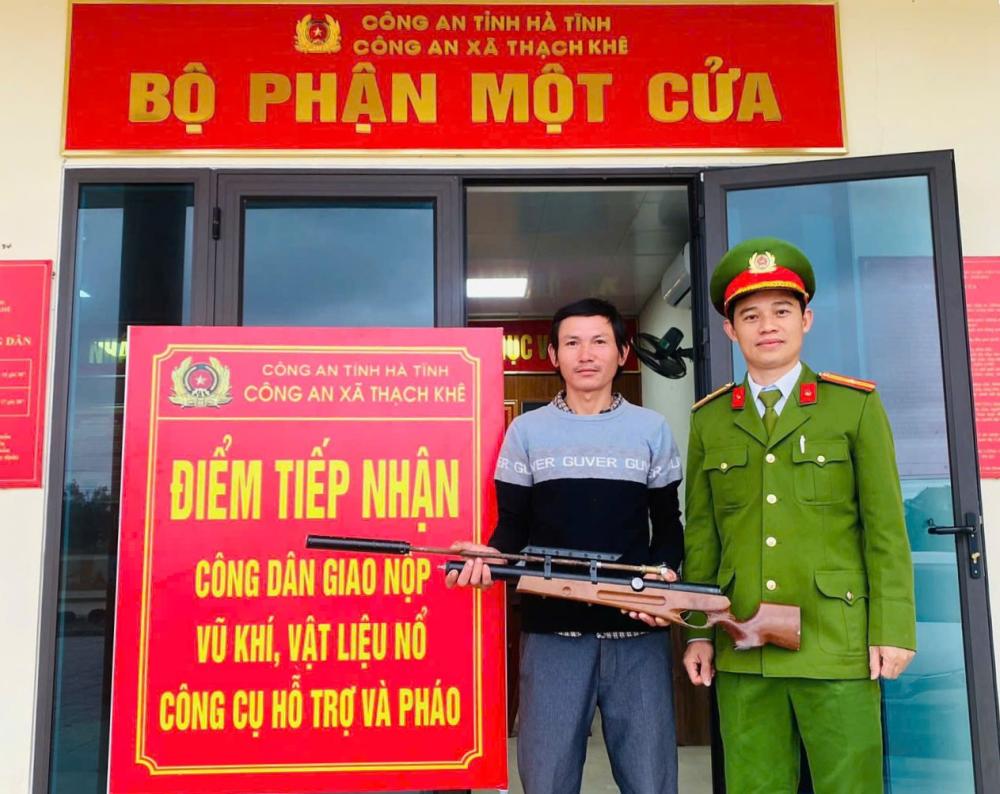 CÔNG AN TỈNH HÀ TĨNH
CÔNG AN XÃ THẠCH KHÊ
BỘ PHẬN MỘT CỬA
CÔNG AN TỈNH HÀ TĨNH
CÔNG AN XÃ THẠCH KHÊ
ĐIỂM TIẾP NHẬN
CÔNG DÂN GIAO NỘP
VŨ KHÍ, VẬT LIỆU NỔ
CÔNG CỤ HỖ TRỢ VÀ PHÁO
GUVER GUVER GUVER